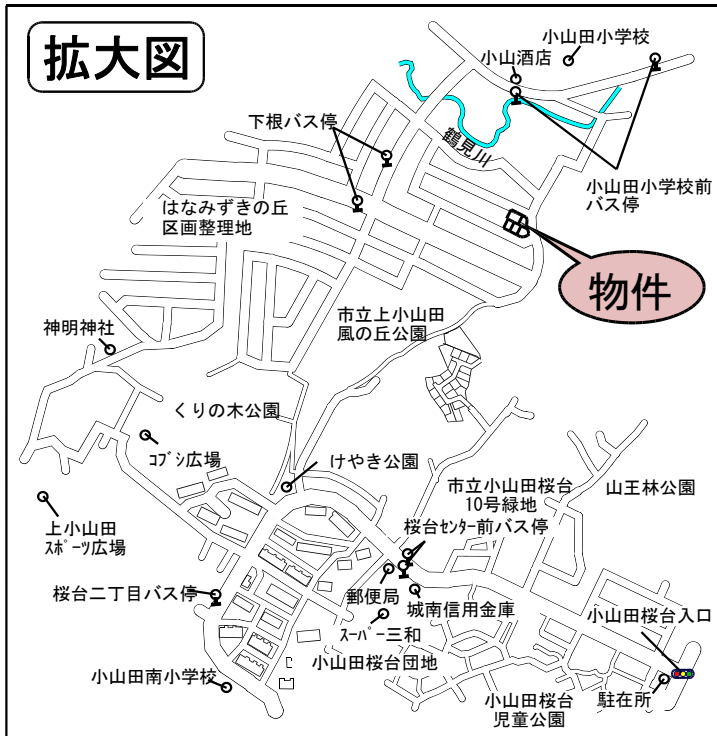 拡大図
小山田小学校
小山酒店
下根バス停
鶴見川
小山田小学校前
バス停
はなみずきの丘
区画整理地
物件
市立上小山田
風の丘公園
神明神社
くりの木公園
コブシ広場
けやき公園
市立小山田桜台
10号緑地
山王林公園
上小山田
スポーツ広場
桜台センター前バス停
桜台二丁目バス停
郵便局
城南信用金庫
小山田桜台入口
スーパー三和
小山田桜台団地
小山田南小学校
小山田桜台
児童公園
駐在所